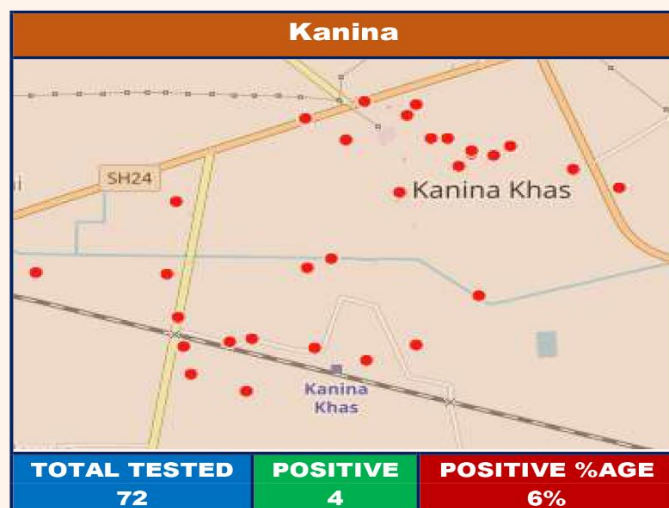 Kanina
SH24
Kanina Khas
Kanina
Khas
TOTAL TESTED
72
POSITIVE
4
POSITIVE %AGE
6%